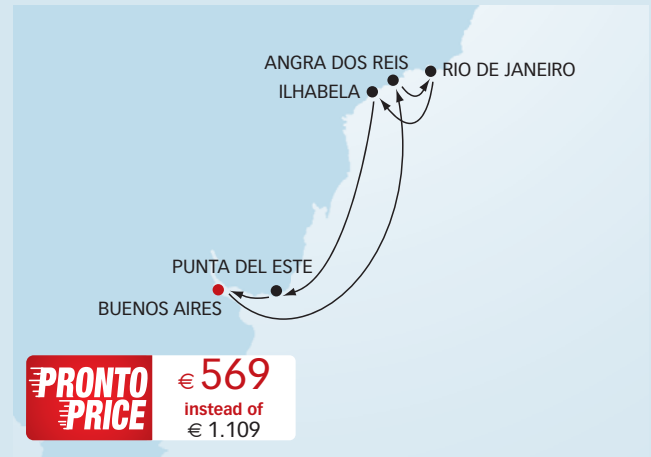 ANGRA DOS REIS
RIO DE JANEIRO
ILHABELA
PUNTA DEL ESTE
BUENOS AIRES
PRONTO
PRICE
€ 569
instead of
€ 1.109